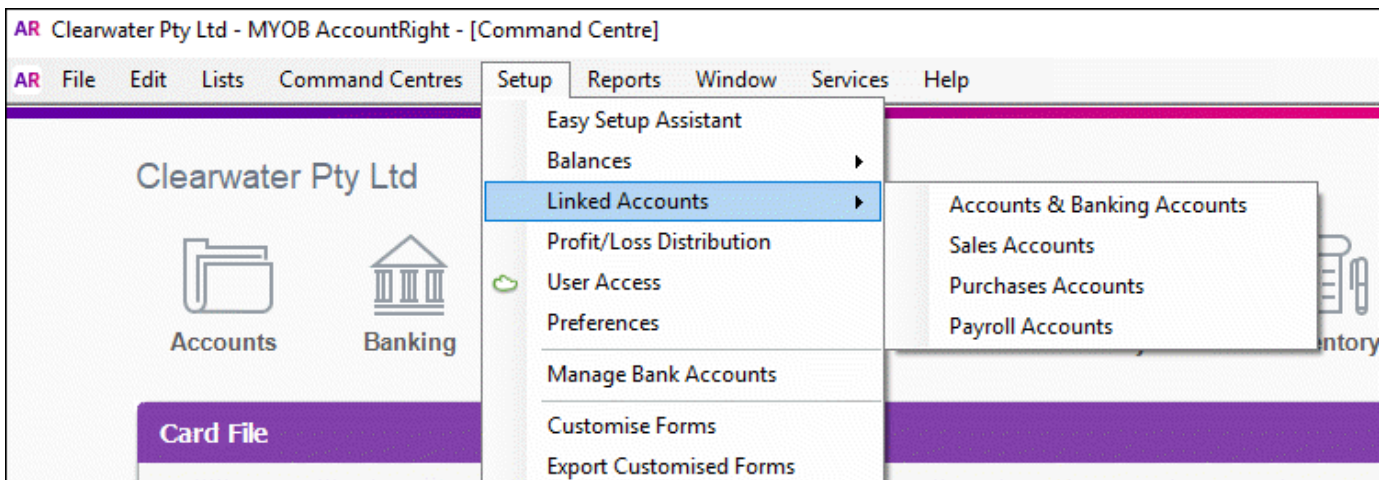 AR Clearwater Pty Ltd - MYOB AccountRight - [Command Centre]
AR File Edit Lists Command Centres Setup Reports Window Services Help
Easy Setup Assistant
Clearwater Pty Ltd
Balances
Linked Accounts
Accounts & Banking Accounts
Profit/Loss Distribution
Sales Accounts
User Access
Purchases Accounts
Preferences
Payroll Accounts
Accounts
Banking
ntory
Manage Bank Accounts
Card File
Customise Forms
Export Customised Forms